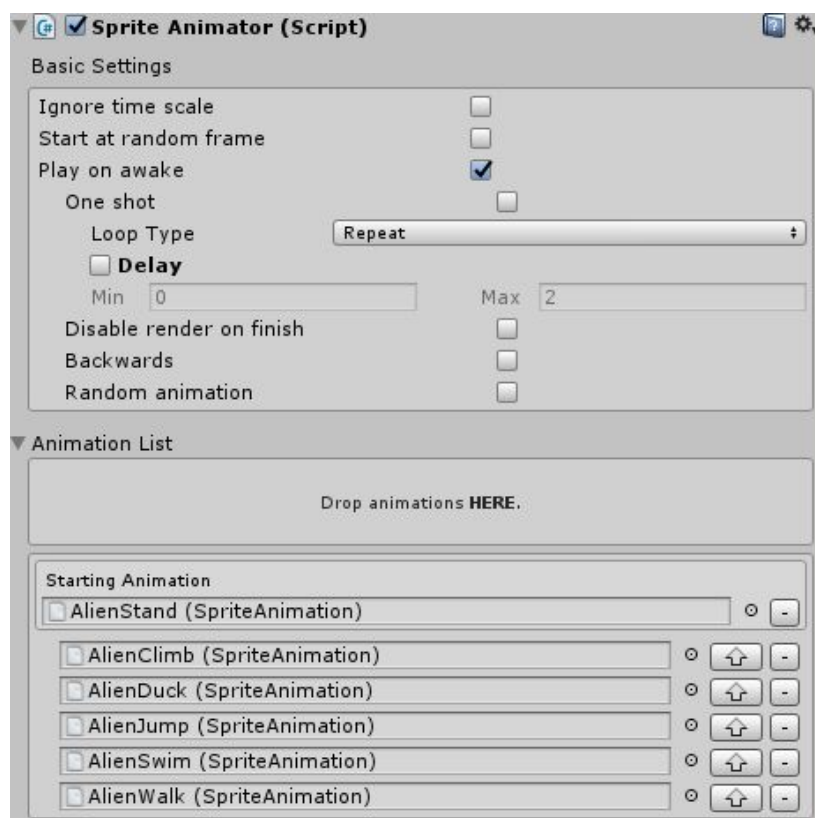 Sprite Animator (Script)
Basic Settings
Ignore time scale
Start at random frame
Play on awake
One shot
Loop Type Repeat
Delay
Min 0 Max 2
Disable render on finish
Backwards
Random animation
Animation List
Drop animations HERE.
Starting Animation
AlienStand (SpriteAnimation) -
AlienClimb (SpriteAnimation) -
AlienDuck (SpriteAnimation) -
AlienJump (SpriteAnimation) -
AlienSwim (SpriteAnimation) -
AlienWalk (SpriteAnimation) -